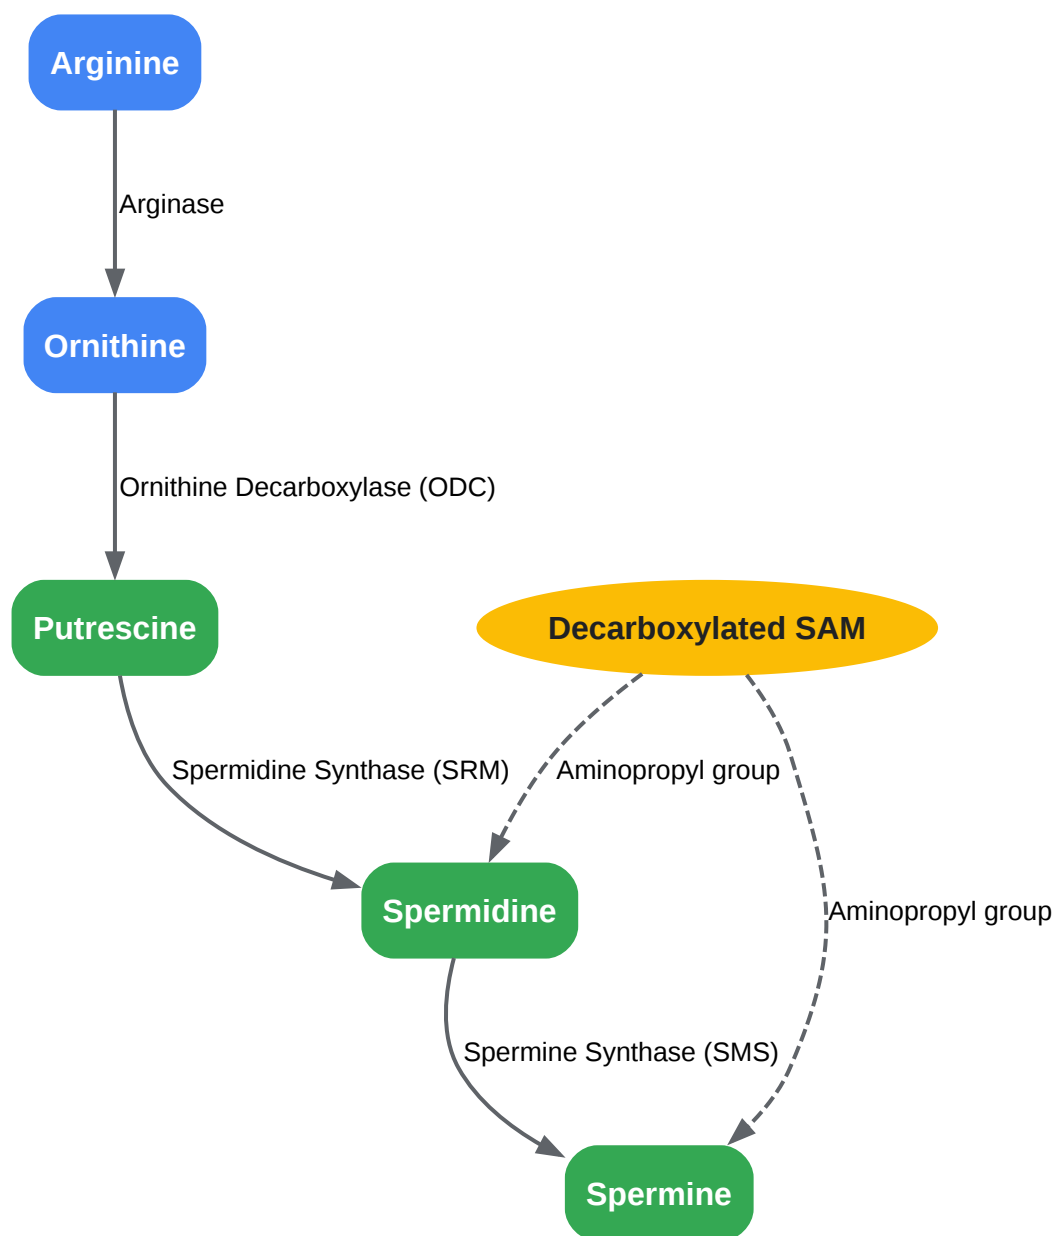 Arginine
Arginase
Ornithine
Ornithine Decarboxylase (ODC)
Putrescine
Decarboxylated SAM
Spermidine Synthase (SRM)
Aminopropyl group
Spermidine
Aminopropyl group
Spermine Synthase (SMS)
Spermine